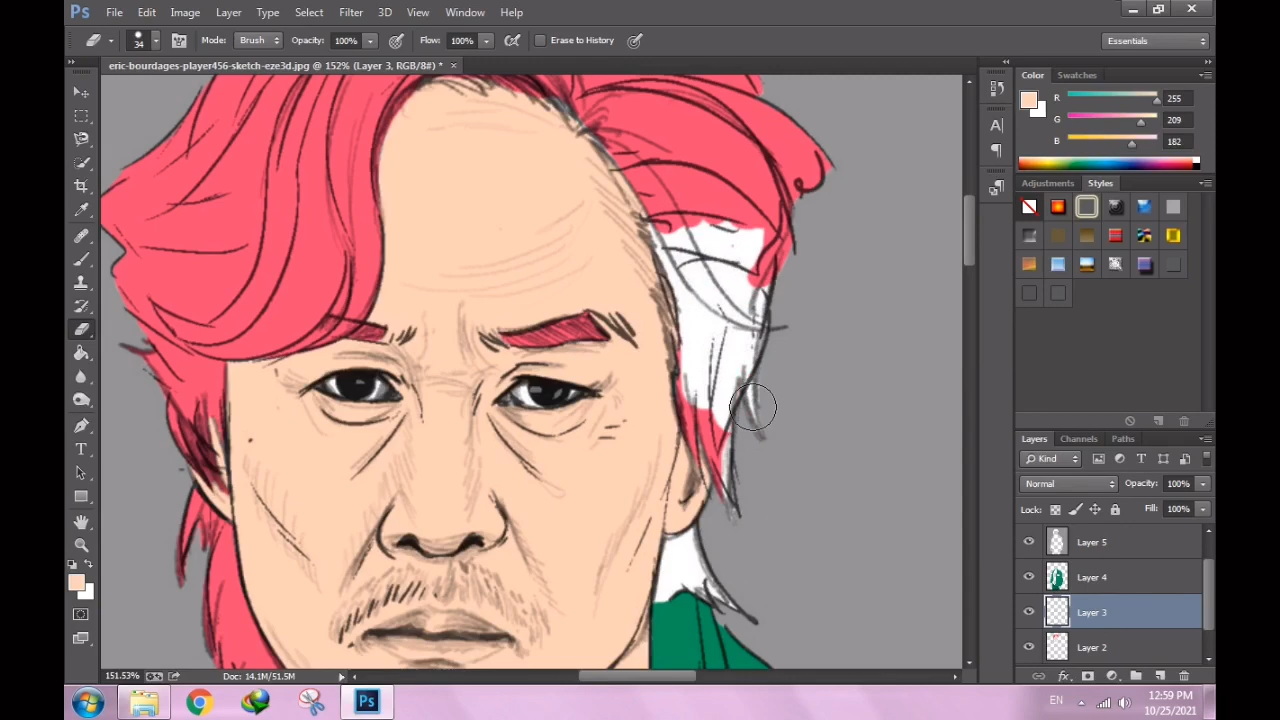 Ps File Edit Image Layer Type Select Filter 3D View Window Help
34 Mode: Brush Opacity: 100% Flow: 100% Erase to History Essentials
eric-bourdages-player456-sketch-eze3d.jpg @ 152% (Layer 3, RGB/8#) * ×
Color Swatches
R 255
G 209
B 182
Adjustments Styles
Layers Channels Paths
Kind
Normal Opacity: 100%
Lock: Fill: 100%
Layer 5
Layer 4
Layer 3
Layer 2
151.53% Doc: 14.1M/51.5M
Ps EN 12:59 PM
10/25/2021